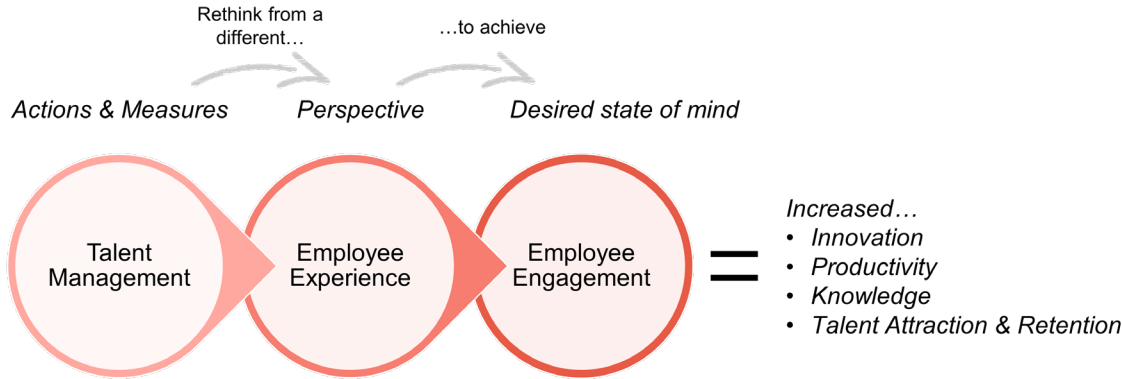 Rethink from a
different…
…to achieve
Actions & Measures
Perspective
Desired state of mind
Talent
Management
Employee
Experience
Employee
Engagement
=
Increased…
• Innovation
• Productivity
• Knowledge
• Talent Attraction & Retention